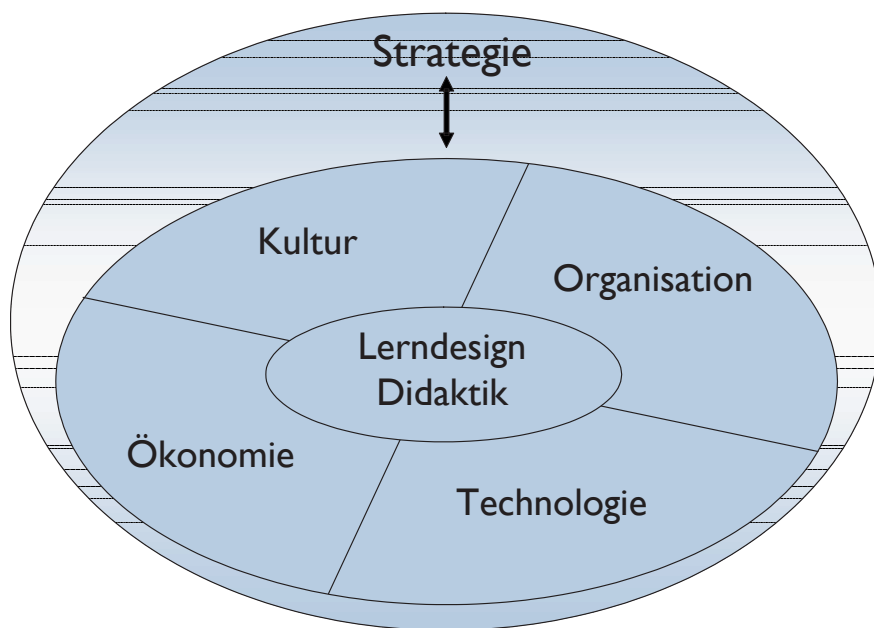 Strategie
Kultur
Organisation
Lerndesign
Didaktik
Ökonomie
Technologie